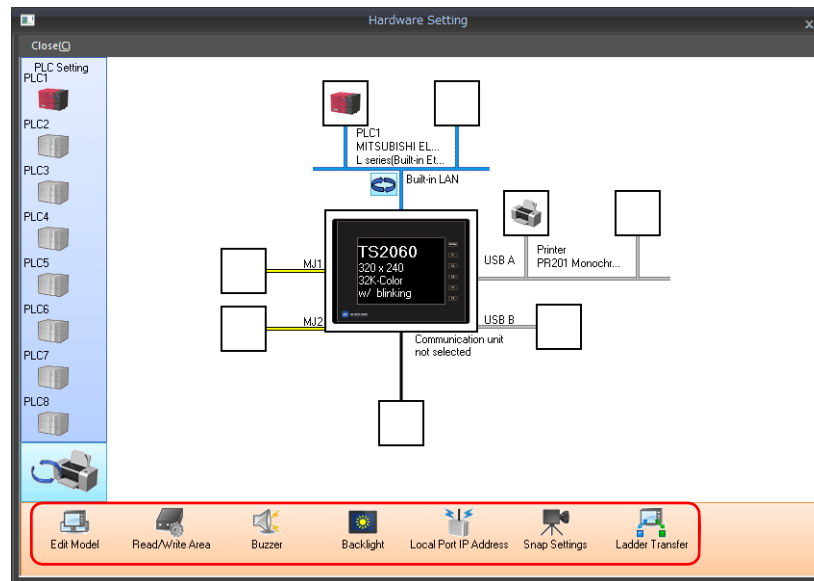 Hardware Setting
x
Close(C)
PLC Setting
PLC1
PLC2
PLC3
PLC4
PLC5
PLC6
PLC7
PLC8
PLC1
MITSUBISHI EL...
L series(Built-in Et...
Built-in LAN
MJ1
MJ2
TS2060
320 x 240
32K-Color
w/ blinking
USB A
Printer
PR201 Monochr...
USB B
Communication unit
not selected
Edit Model
Read/Write Area
Buzzer
Backlight
Local Port IP Address
Snap Settings
Ladder Transfer